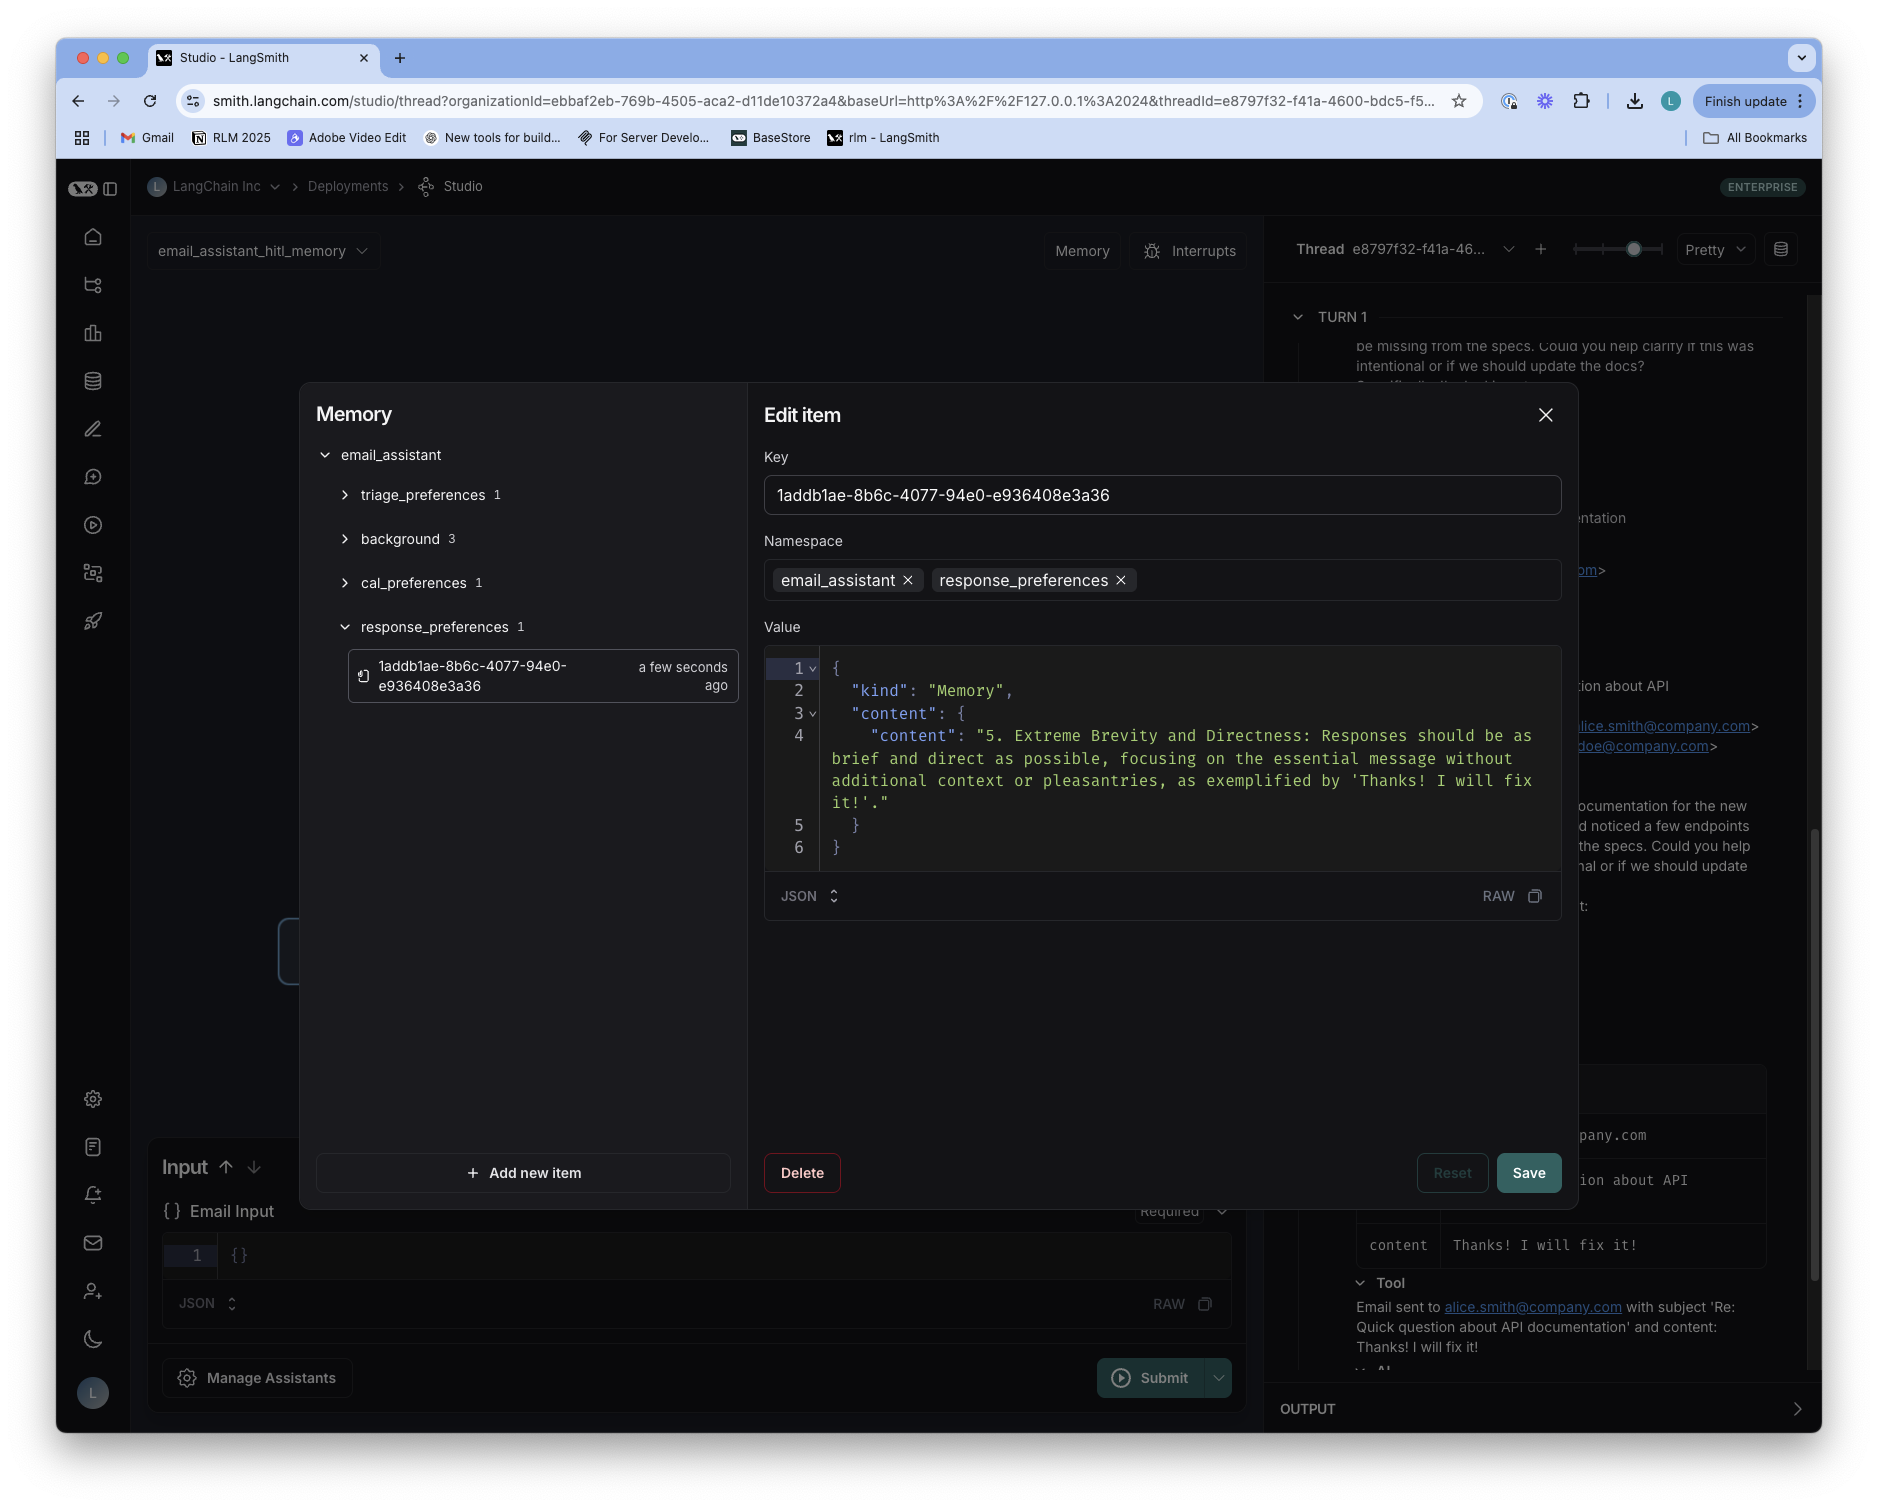 Studio - LangSmith
smith.langchain.com/studio/thread?organizationId=ebbaf2eb-769b-4505-aca2-d11de10372a4&baseUrl=http%3A%2F%2F127.0.0.1%3A2024&threadId=e8797f32-f41a-4600-bdc5-f5...
L
Finish update
Gmail
RLM 2025
Adobe Video Edit
New tools for build...
For Server Develo...
BaseStore
rlm - LangSmith
All Bookmarks
L LangChain Inc
Deployments
Studio
ENTERPRISE
email_assistant_hitl_memory
Memory
Interrupts
Thread e8797f32-f41a-46...
Pretty
TURN 1
be missing from the specs. Could you help clarify if this was
intentional or if we should update the docs?
Memory
email_assistant
triage_preferences 1
background 3
cal_preferences 1
response_preferences 1
1addb1ae-8b6c-4077-94e0-
e936408e3a36
a few seconds
ago
+ Add new item
Edit item
Key
1addb1ae-8b6c-4077-94e0-e936408e3a36
Namespace
email_assistant
response_preferences
Value
1 {
2 "kind": "Memory",
3 "content": {
4 "content": "5. Extreme Brevity and Directness: Responses should be as
brief and direct as possible, focusing on the essential message without
additional context or pleasantries, as exemplified by 'Thanks! I will fix
it!'."
5 }
6 }
JSON
RAW
Delete
Reset
Save
entation
om>
tion about API
lice.smith@company.com>
doe@company.com>
ocumentation for the new
d noticed a few endpoints
the specs. Could you help
nal or if we should update
t:
pany.com
ion about API
content
Thanks! I will fix it!
Tool
Email sent to alice.smith@company.com with subject 'Re:
Quick question about API documentation' and content:
Thanks! I will fix it!
OUTPUT
Input
{ } Email Input
Required
1 {}
JSON
RAW
Manage Assistants
Submit
L